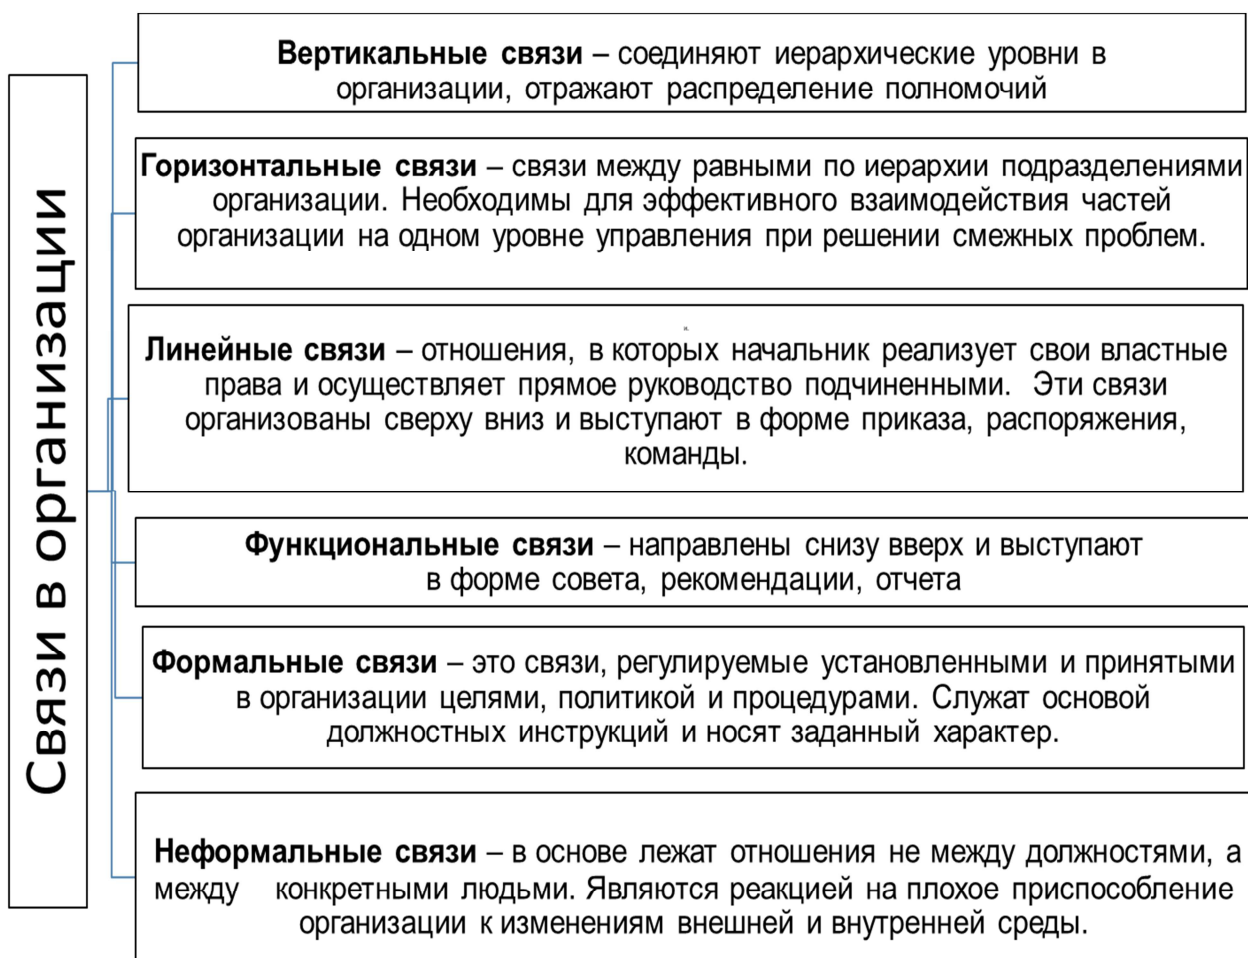 Связи в организации
Вертикальные связи – соединяют иерархические уровни в
организации, отражают распределение полномочий
Горизонтальные связи – связи между равными по иерархии подразделениями
организации. Необходимы для эффективного взаимодействия частей
организации на одном уровне управления при решении смежных проблем.
Линейные связи – отношения, в которых начальник реализует свои властные
права и осуществляет прямое руководство подчиненными. Эти связи
организованы сверху вниз и выступают в форме приказа, распоряжения,
команды.
Функциональные связи – направлены снизу вверх и выступают
в форме совета, рекомендации, отчета
Формальные связи – это связи, регулируемые установленными и принятыми
в организации целями, политикой и процедурами. Служат основой
должностных инструкций и носят заданный характер.
Неформальные связи – в основе лежат отношения не между должностями, а
между конкретными людьми. Являются реакцией на плохое приспособление
организации к изменениям внешней и внутренней среды.